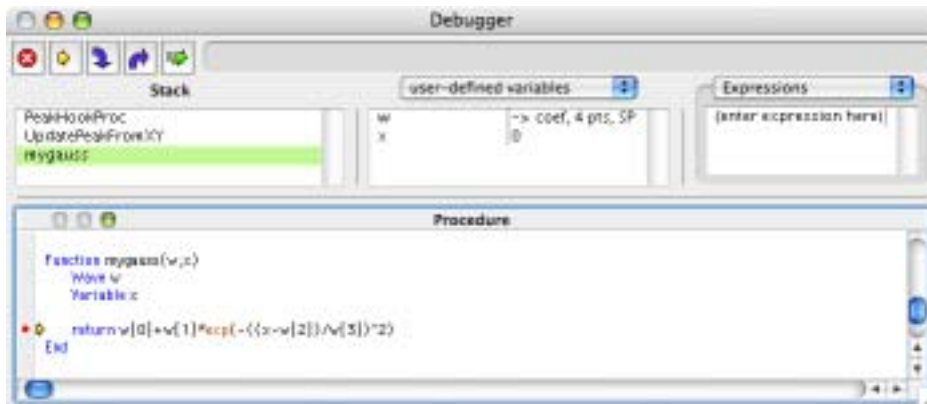 Debugger
Stack
user-defined variables
Expressions
PeakHookProc
UpdatePeakFromXY
mygauss
w -> coef, 4 pts, SP
x 0
(enter expression here)
Procedure
Function mygauss(w,x)
Wave w
Variable x
return w[0]+w[1]*exp(-((x-w[2])/w[3])^2)
End